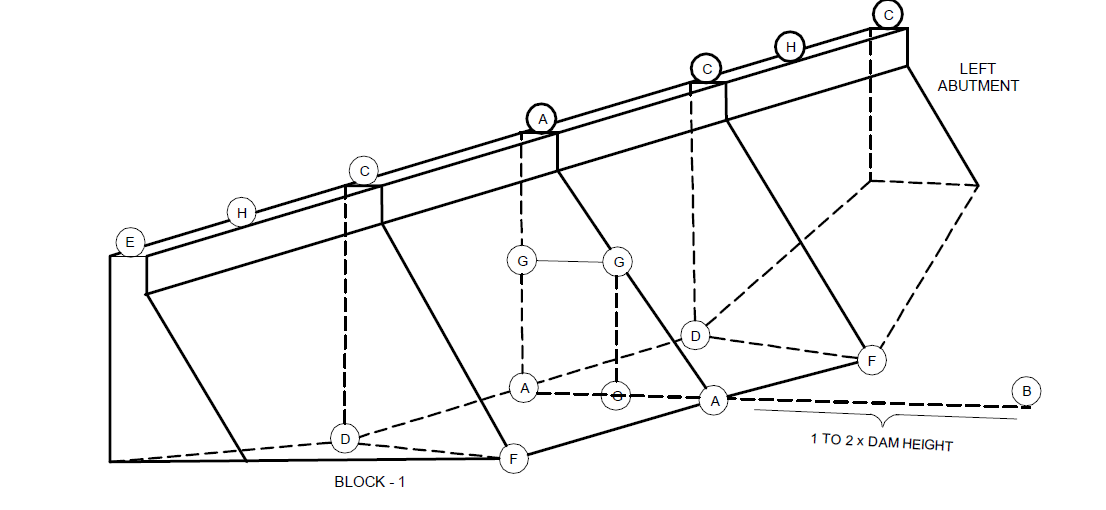 C
H
C
LEFT
ABUTMENT
A
C
H
E
G
G
D
F
A
G
A
B
1 TO 2 x DAM HEIGHT
D
F
BLOCK - 1